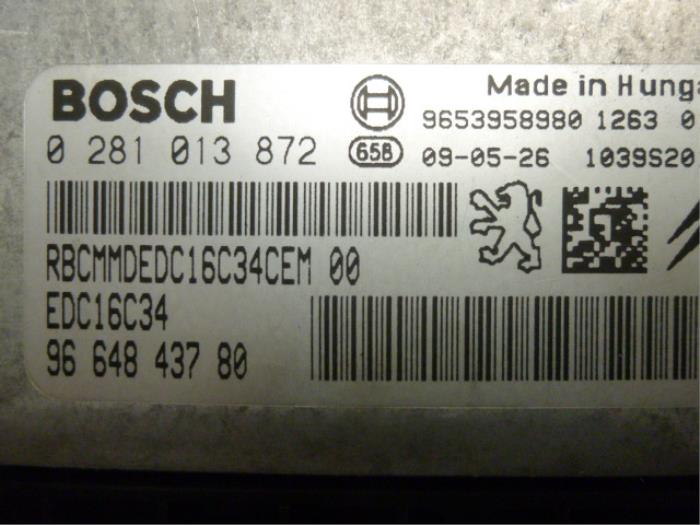 BOSCH
Made in Hunga
9653958980 1263 0
0 281 013 872
658
09-05-26 1039S20
RBCMMDEDC16C34CEM 00
EDC16C34
96 648 437 80